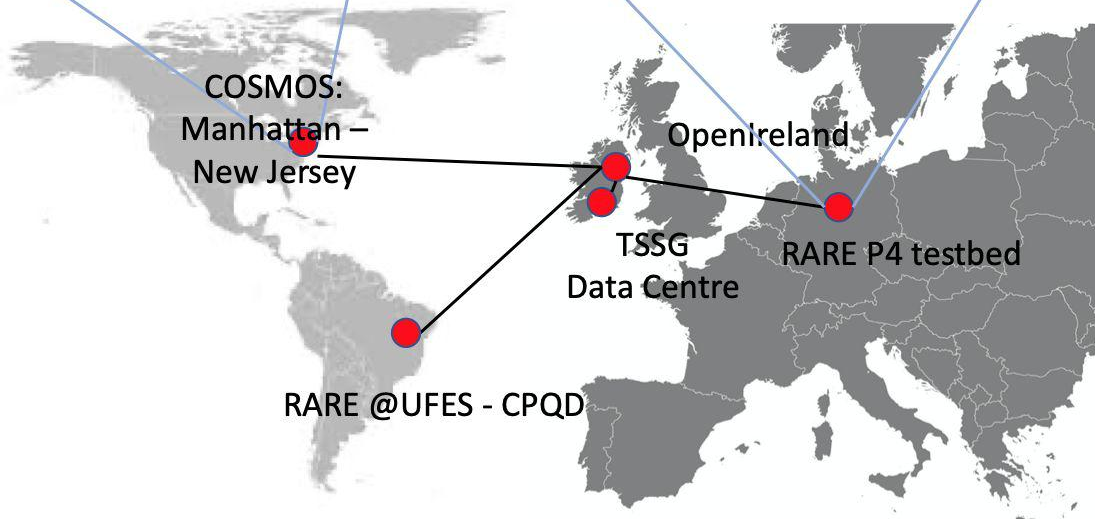 COSMOS:
Manhattan –
New Jersey
OpenIreland
TSSG
Data Centre
RARE P4 testbed
RARE @UFES - CPQD